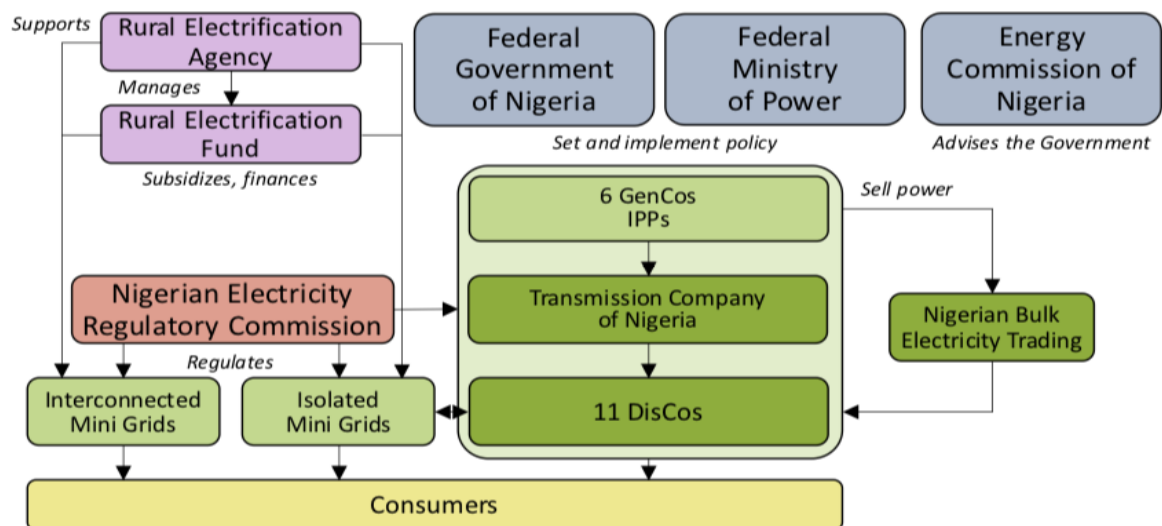 Supports
Rural Electrification
Agency
Manages
Rural Electrification
Fund
Subsidizes, finances
Federal
Government
of Nigeria
Federal
Ministry
of Power
Energy
Commission of
Nigeria
Set and implement policy
Advises the Government
6 GenCos
IPPs
Sell power
Nigerian Electricity
Regulatory Commission
Transmission Company
of Nigeria
Nigerian Bulk
Electricity Trading
Regulates
Interconnected
Mini Grids
Isolated
Mini Grids
11 DisCos
Consumers